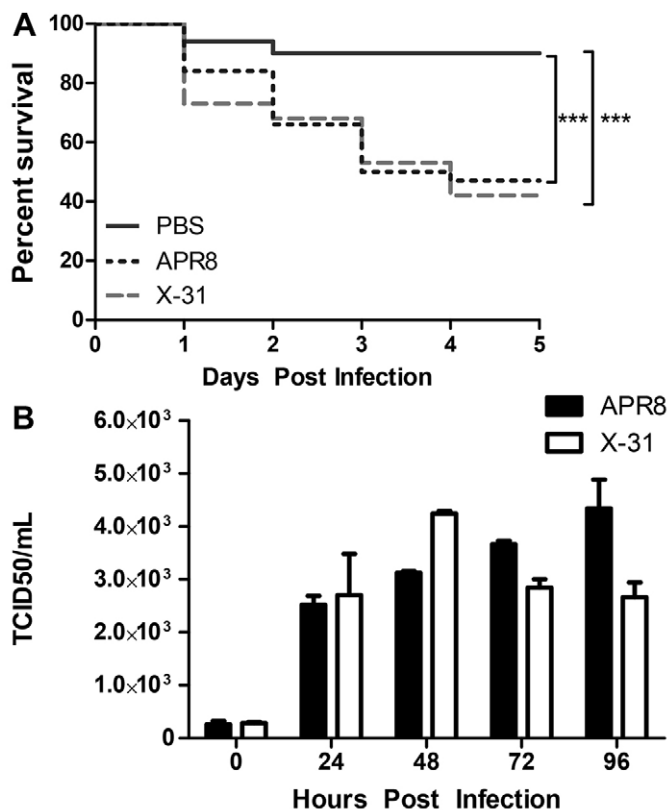 A
Percent survival
100
80
60
40
20
0
PBS
APR8
X-31
***
***
0 1 2 3 4 5
Days Post Infection
B
APR8
X-31
TCID50/mL
6.0×10³
5.0×10³
4.0×10³
3.0×10³
2.0×10³
1.0×10³
0
0 24 48 72 96
Hours Post Infection